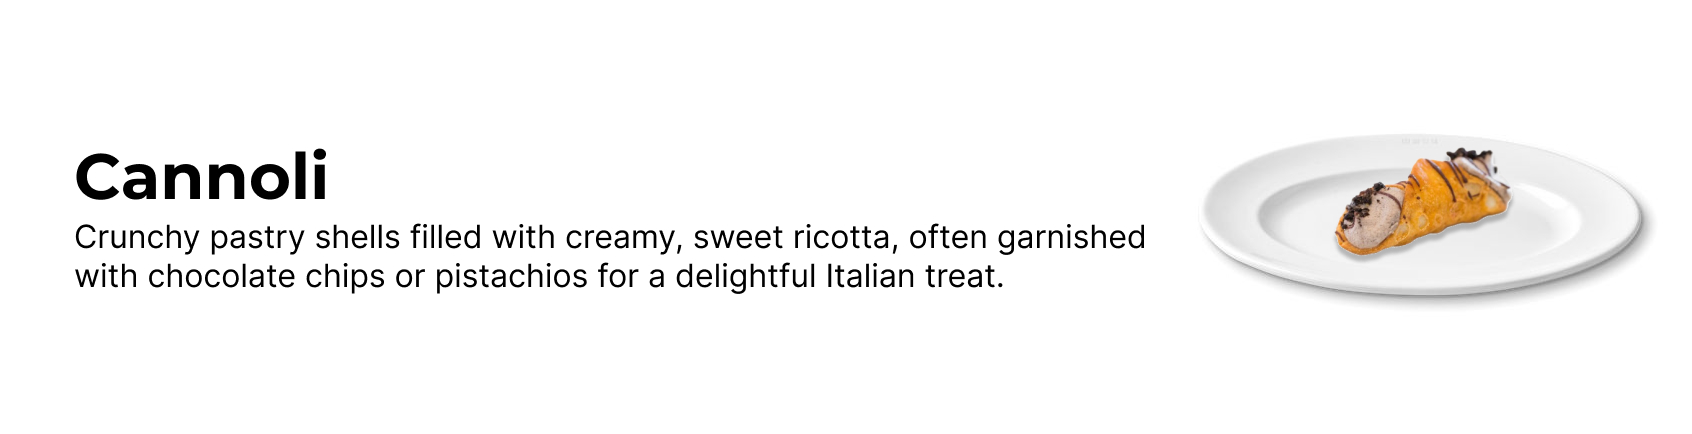 Cannoli
Crunchy pastry shells filled with creamy, sweet ricotta, often garnished
with chocolate chips or pistachios for a delightful Italian treat.